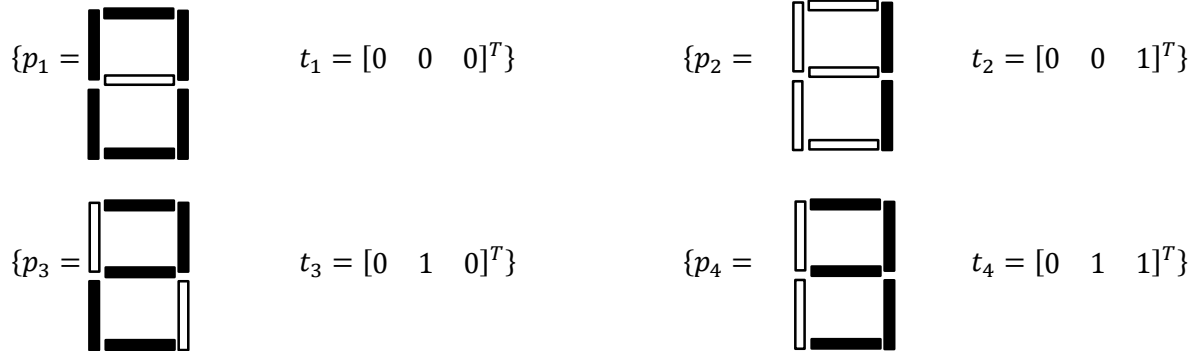 {𝑝₁ = 𝑡₁ = [0 0 0]ᵀ} {𝑝₂ = 𝑡₂ = [0 0 1]ᵀ}
{𝑝₃ = 𝑡₃ = [0 1 0]ᵀ} {𝑝₄ = 𝑡₄ = [0 1 1]ᵀ}